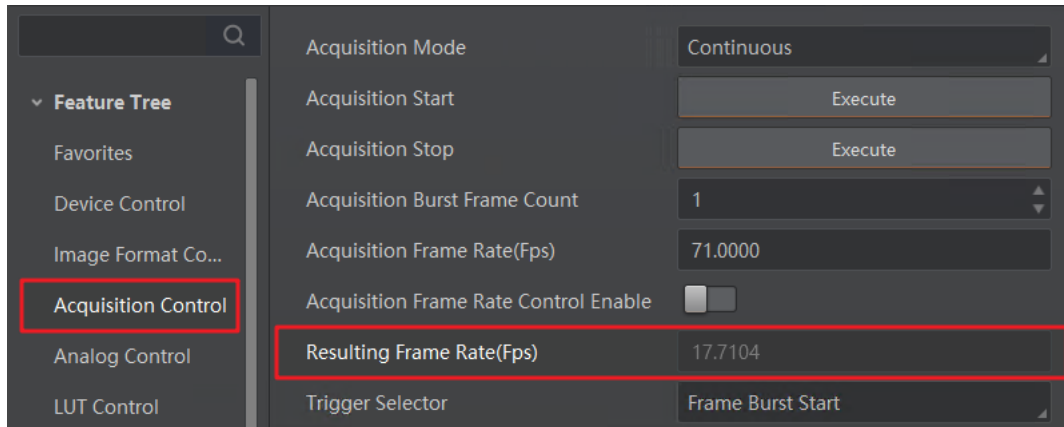 Feature Tree
Favorites
Device Control
Image Format Co...
Acquisition Control
Analog Control
LUT Control
Acquisition Mode Continuous
Acquisition Start Execute
Acquisition Stop Execute
Acquisition Burst Frame Count 1
Acquisition Frame Rate(Fps) 71.0000
Acquisition Frame Rate Control Enable
Resulting Frame Rate(Fps) 17.7104
Trigger Selector Frame Burst Start